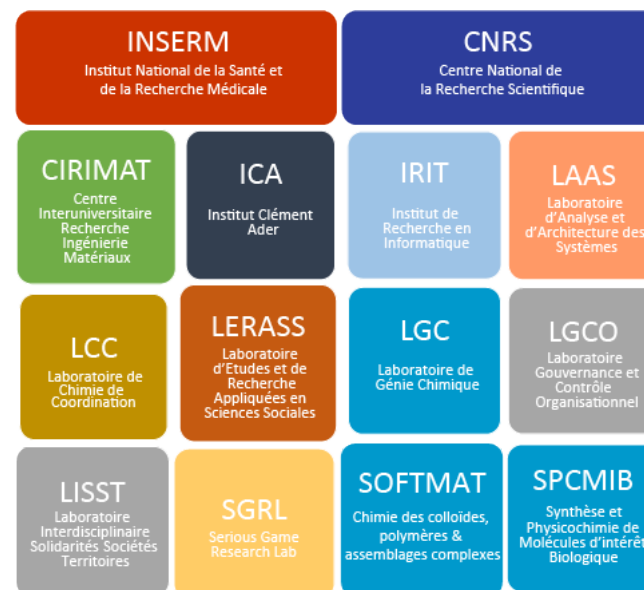 INSERM
Institut National de la Santé et
de la Recherche Médicale
CNRS
Centre National de
la Recherche Scientifique
CIRIMAT
Centre
Interuniversitaire
Recherche
Ingénierie
Matériaux
ICA
Institut Clément
Ader
IRIT
Institut de
Recherche en
Informatique
LAAS
Laboratoire
d'Analyse et
d'Architecture des
Systèmes
LCC
Laboratoire de
Chimie de
Coordination
LERASS
Laboratoire
d'Etudes et de
Recherche
Appliquées en
Sciences Sociales
LGC
Laboratoire de
Génie Chimique
LGCO
Laboratoire
Gouvernance et
Contrôle
Organisationnel
LISST
Laboratoire
Interdisciplinaire
Solidarités Sociétés
Territoires
SGRL
Serious Game
Research Lab
SOFTMAT
Chimie des colloïdes,
polymères &
assemblages complexes
SPCMIB
Synthèse et
Physicochimie de
Molécules d'intérêt
Biologique